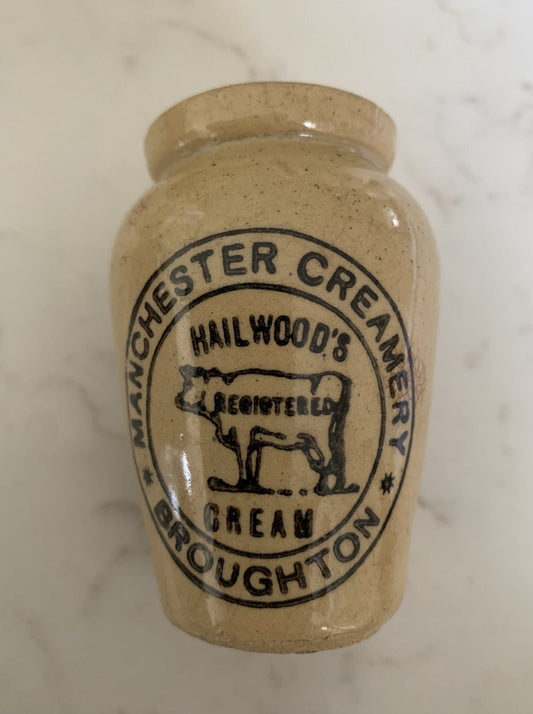 MANCHESTER CREAMERY
HAILWOOD'S
REGISTERED
CREAM
* BROUGHTON *